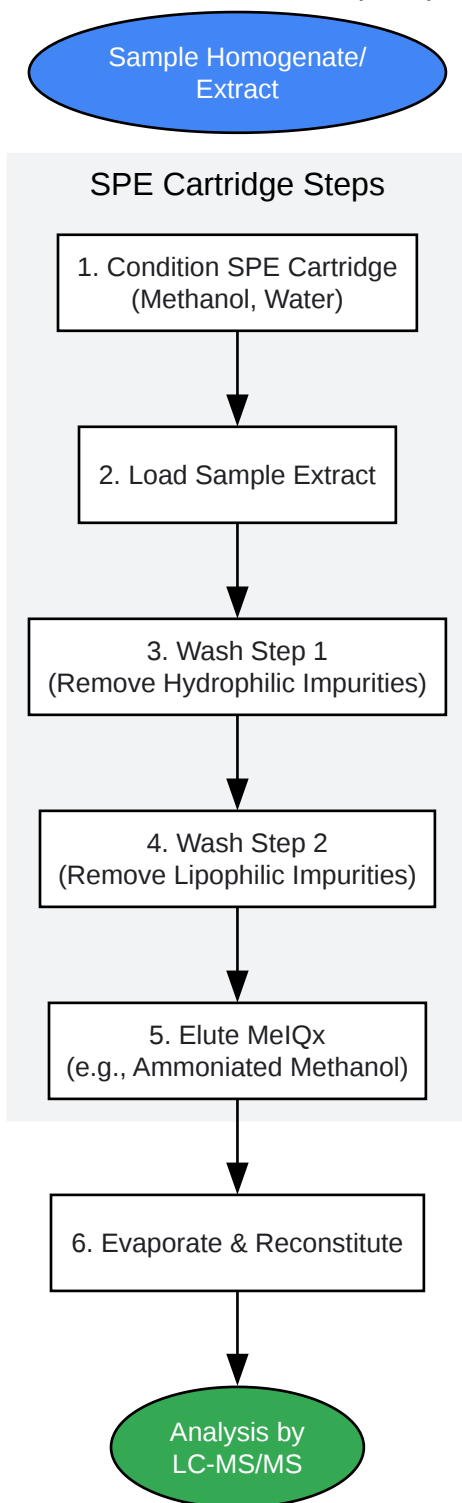 Sample Homogenate/
Extract
SPE Cartridge Steps
1. Condition SPE Cartridge
(Methanol, Water)
2. Load Sample Extract
3. Wash Step 1
(Remove Hydrophilic Impurities)
4. Wash Step 2
(Remove Lipophilic Impurities)
5. Elute MeIQx
(e.g., Ammoniated Methanol)
6. Evaporate & Reconstitute
Analysis by
LC-MS/MS